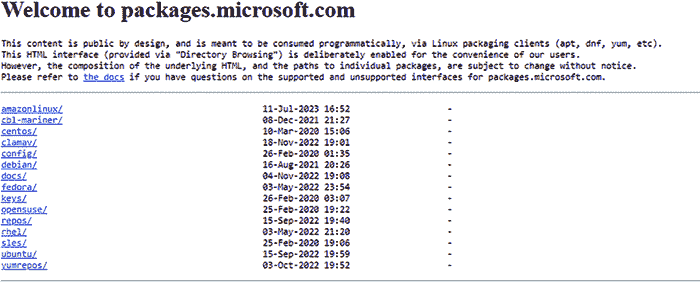 Welcome to packages.microsoft.com
This content is public by design, and is meant to be consumed programmatically, via Linux packaging clients (apt, dnf, yum, etc).
This HTML interface (provided via "Directory Browsing") is deliberately enabled for the convenience of our users.
However, the composition of the underlying HTML, and the paths to individual packages, are subject to change without notice.
Please refer to the docs if you have questions on the supported and unsupported interfaces for packages.microsoft.com.
amazonlinux/ 11-Jul-2023 16:52 -
cbl-mariner/ 08-Dec-2021 21:27 -
centos/ 10-Mar-2020 15:06 -
clamav/ 18-Nov-2022 19:01 -
config/ 26-Feb-2020 01:35 -
debian/ 16-Aug-2021 20:26 -
docs/ 04-Nov-2022 19:08 -
fedora/ 03-May-2022 23:54 -
keys/ 26-Feb-2020 03:07 -
opensuse/ 25-Feb-2020 19:22 -
repos/ 15-Sep-2022 19:40 -
rhel/ 03-May-2022 21:20 -
sles/ 25-Feb-2020 19:06 -
ubuntu/ 15-Sep-2022 19:59 -
yumrepos/ 03-Oct-2022 19:52 -